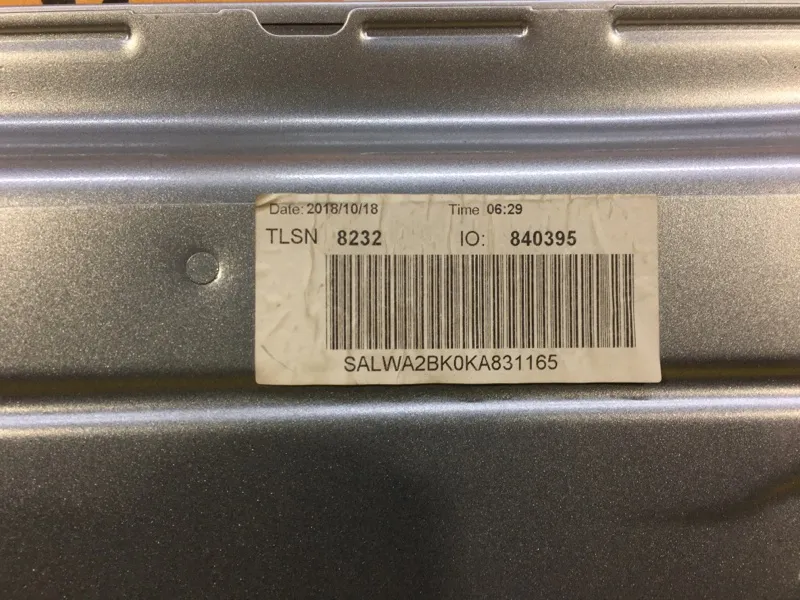 Date: 2018/10/18 Time 06:29
TLSN 8232 IO: 840395
SALWA2BK0KA831165